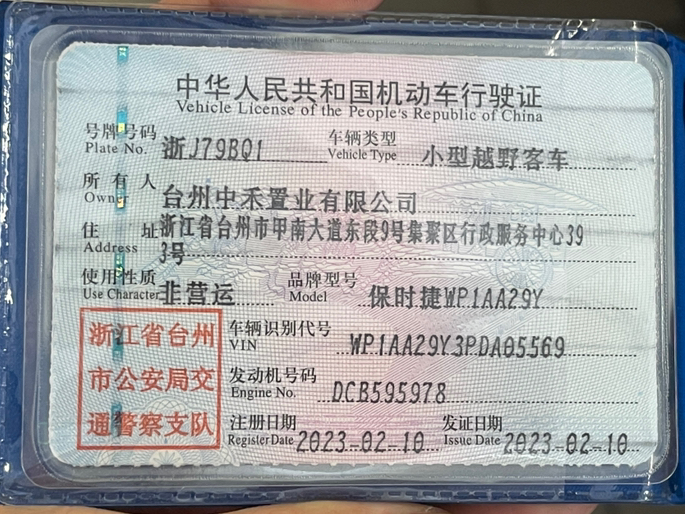 中华人民共和国机动车行驶证
Vehicle License of the People's Republic of China
号牌号码 浙J79BQ1 车辆类型 小型越野客车
Plate No. Vehicle Type
所有人 台州中禾置业有限公司
Owner
住址 浙江省台州市甲南大道东段9号集聚区行政服务中心39
Address 3号
使用性质 非营运 品牌型号 保时捷WP1AA29Y
Use Character Model
浙江省台州
市公安局交
通警察支队
车辆识别代号 WP1AA29Y3PDA05569
VIN
发动机号码 DCB595978
Engine No.
注册日期 2023-02-10 发证日期 2023-02-10
Register Date Issue Date